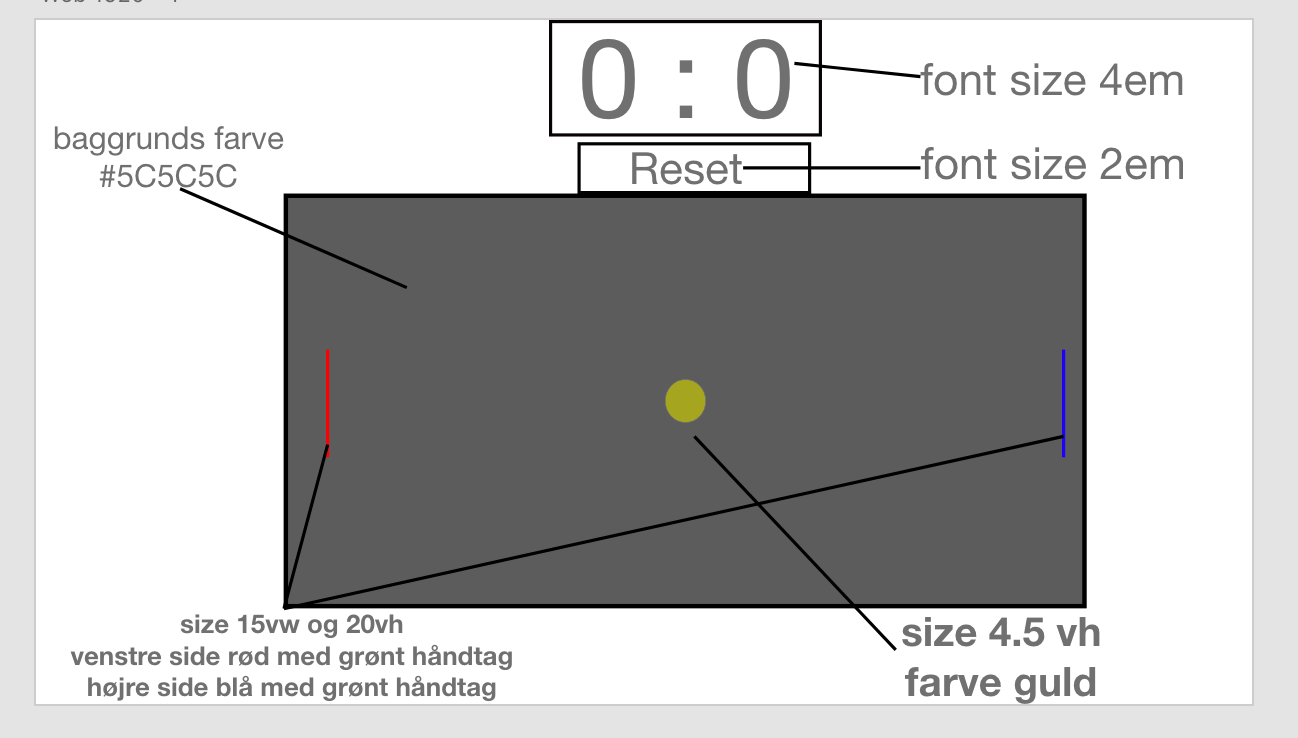 0 : 0
font size 4em
baggrunds farve
#5C5C5C
Reset
font size 2em
size 15vw og 20vh
venstre side rød med grønt håndtag
højre side blå med grønt håndtag
size 4.5 vh
farve guld